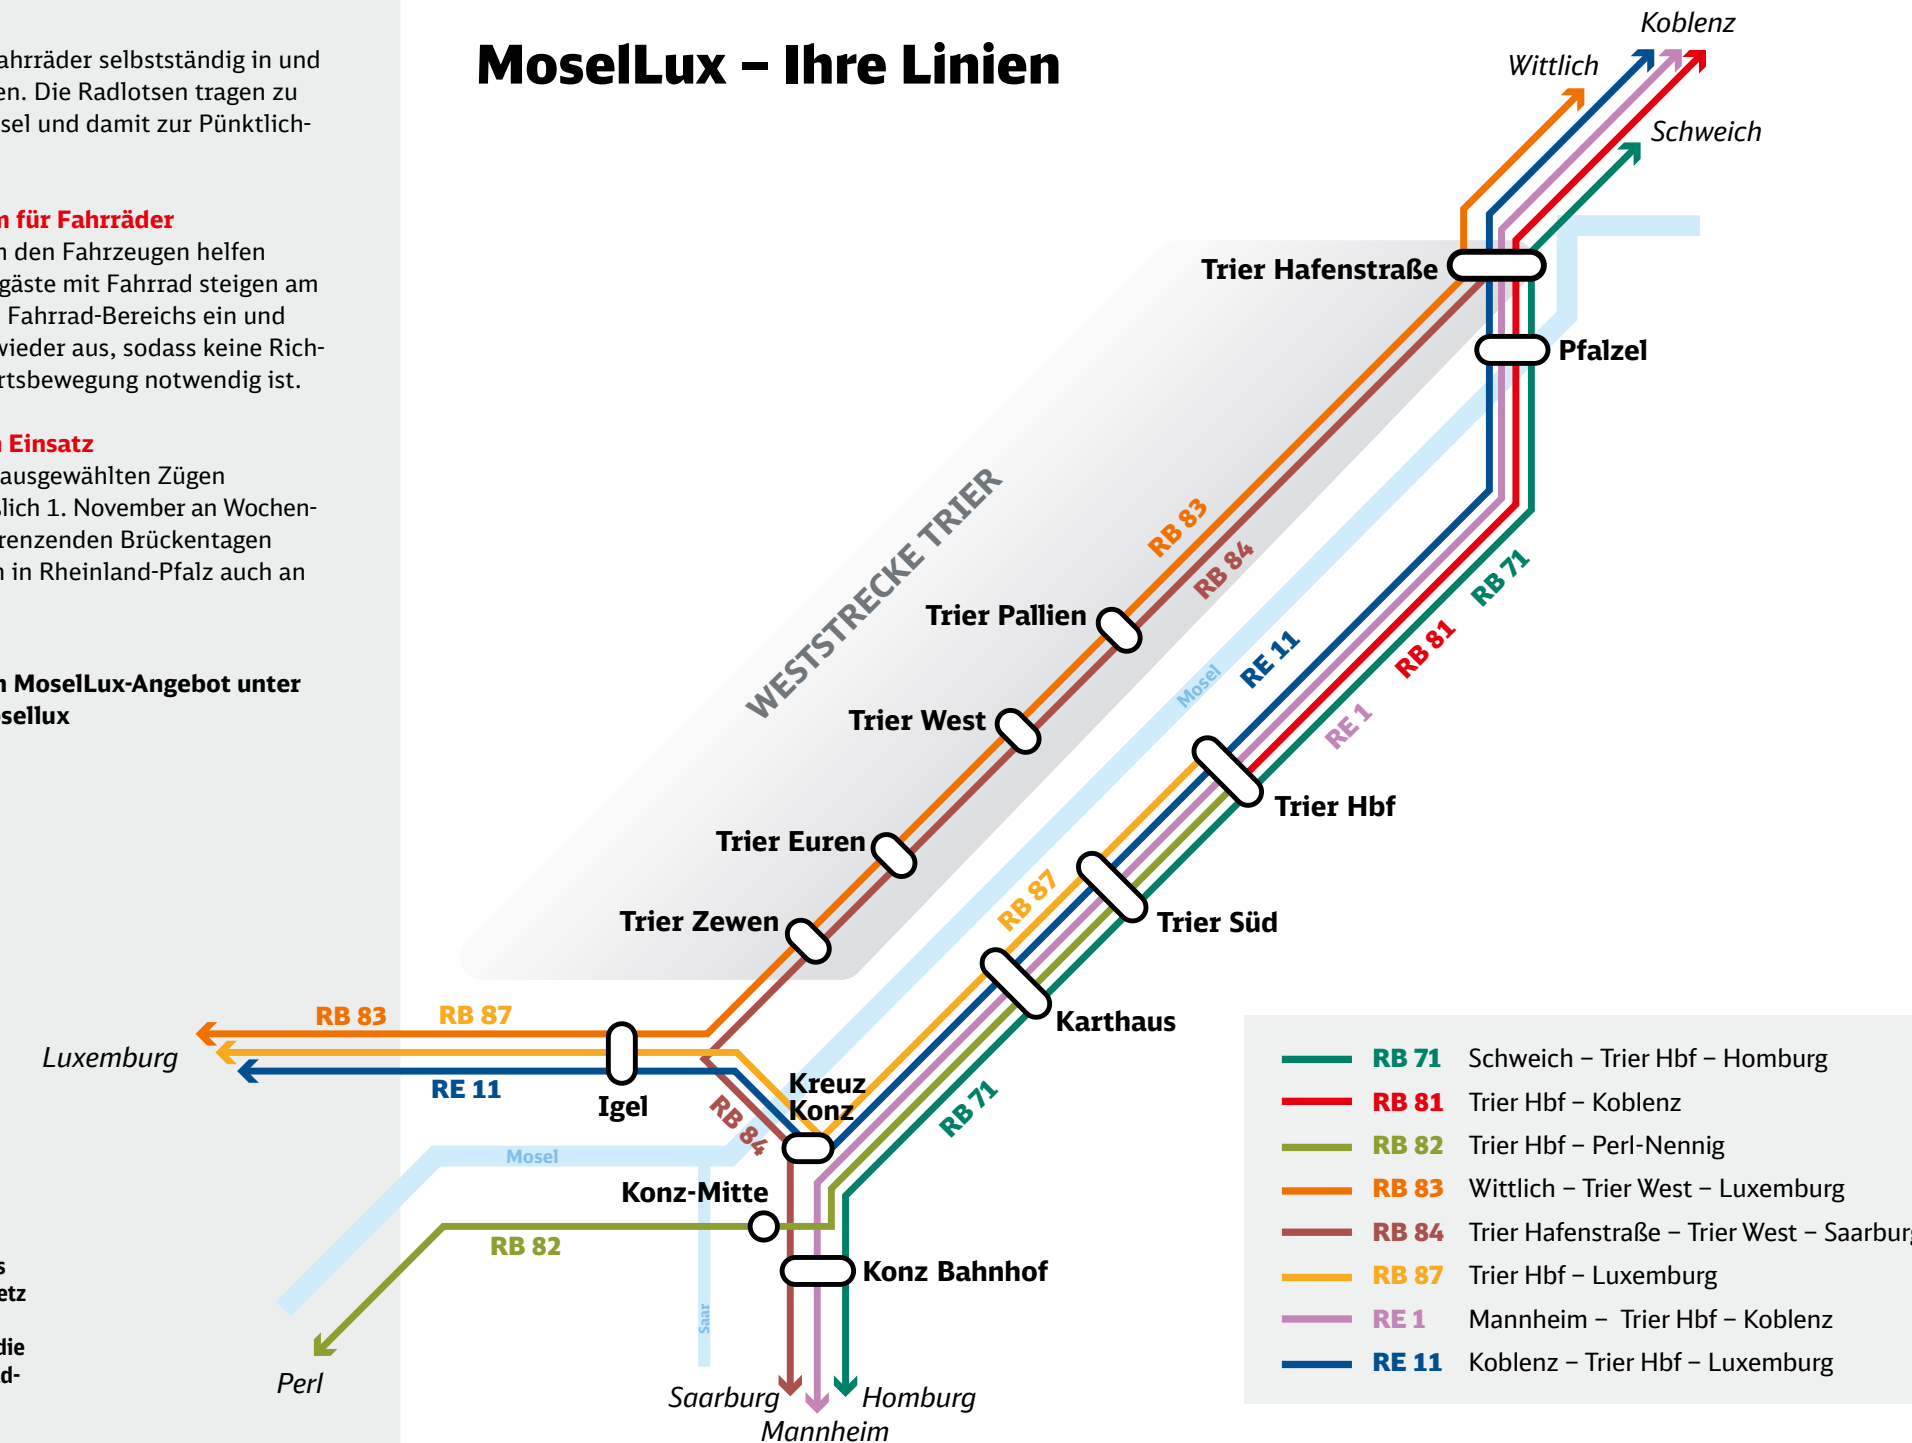 ahrräder selbstständig in und
en. Die Radlotsen tragen zu
sel und damit zur Pünktlich-
n für Fahrräder
n den Fahrzeugen helfen
gäste mit Fahrrad steigen am
Fahrrad-Bereichs ein und
wieder aus, sodass keine Rich-
rtsbewegung notwendig ist.
n Einsatz
ausgewählten Zügen
lich 1. November an Wochen-
renzenden Brückentagen
n in Rheinland-Pfalz auch an
n MoselLux-Angebot unter
sellux
s
etz
die
d-
MoselLux – Ihre Linien
Koblenz
Wittlich
Schweich
Trier Hafenstraße
Pfalzel
WESTSTRECKE TRIER
RB 83
RB 84
RB 71
Trier Pallien
RE 11
RB 81
Mosel
RE 1
Trier West
Trier Hbf
Trier Euren
RB 87
Trier Zewen
Trier Süd
RB 83
RB 87
Karthaus
Luxemburg
RE 11
Igel
Kreuz
Konz
RB 84
RB 71
Mosel
Konz-Mitte
RB 82
Konz Bahnhof
Saar
Perl
Saarburg
Homburg
Mannheim
RB 71 Schweich – Trier Hbf – Homburg
RB 81 Trier Hbf – Koblenz
RB 82 Trier Hbf – Perl-Nennig
RB 83 Wittlich – Trier West – Luxemburg
RB 84 Trier Hafenstraße – Trier West – Saarburg
RB 87 Trier Hbf – Luxemburg
RE 1 Mannheim – Trier Hbf – Koblenz
RE 11 Koblenz – Trier Hbf – Luxemburg